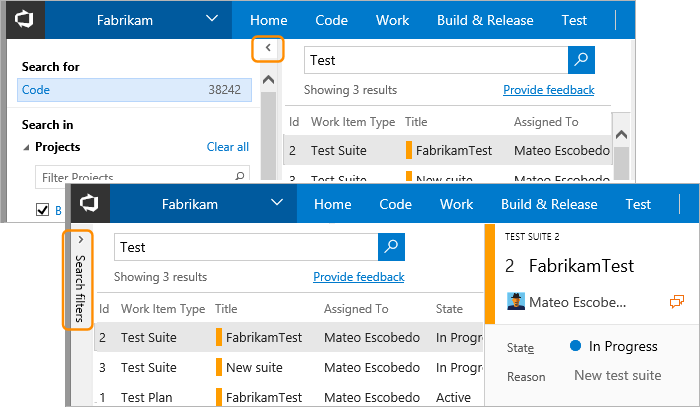 Fabrikam Home Code Work Build & Release Test
Search for
Code 38242
Search in
Projects Clear all
Filter Projects
B
Test
Showing 3 results Provide feedback
Id Work Item Type Title Assigned To
2 Test Suite FabrikamTest Mateo Escobedo
3 Test Suite New suite Mateo Escobedo
Fabrikam Home Code Work Build & Release Test
Search filters
Test
Showing 3 results Provide feedback
Id Work Item Type Title Assigned To State
2 Test Suite FabrikamTest Mateo Escobedo In Progr
3 Test Suite New suite Mateo Escobedo In Progr
1 Test Plan FabrikamTest Mateo Escobedo Active
TEST SUITE 2
2 FabrikamTest
Mateo Escobe...
State In Progress
Reason New test suite